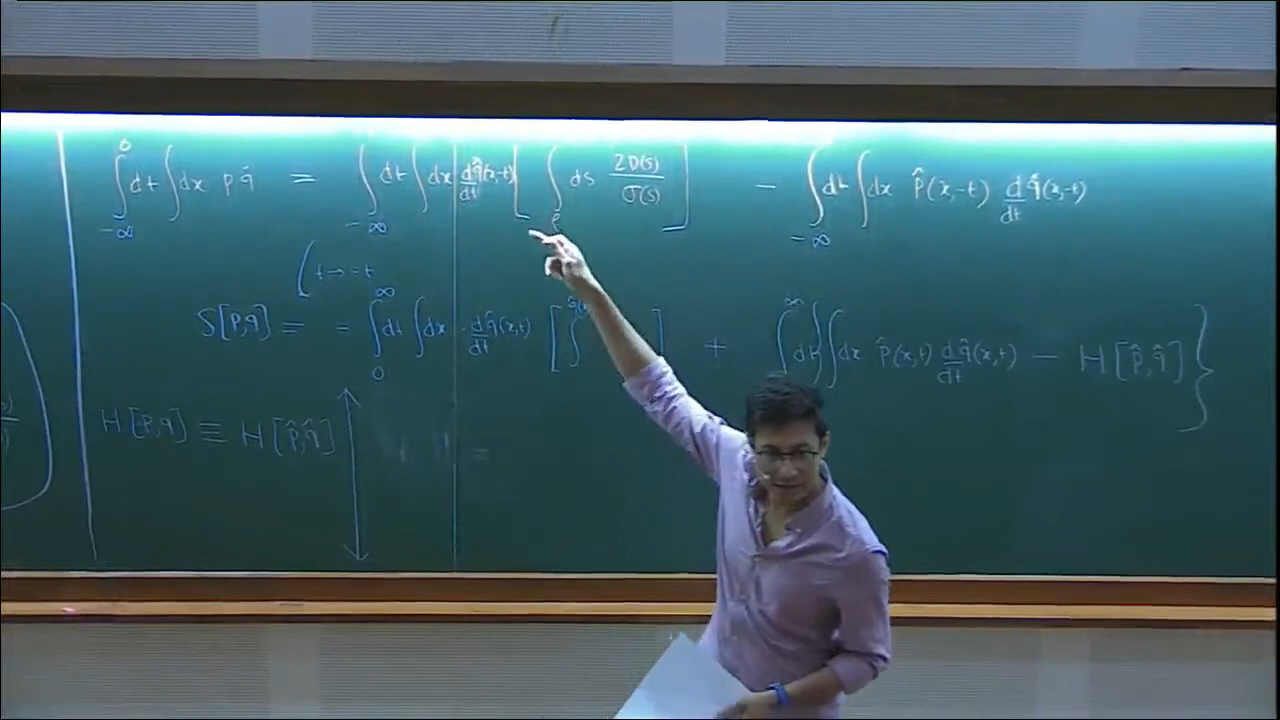 ∫_{-∞}^{0} dt ∫ dx p q̇ = ∫_{-∞} dt ∫ dx dq̂(x,-t)/dt [ ∫_{ρ} ds 2D(s)/σ(s) ] - ∫_{-∞} dt ∫ dx p̂(x,-t) d/dt q̂(x,-t)
( t → -t
S[p,q] = = ∫_{0}^{∞} dt ∫ dx dq̂(x,t)/dt [ ∫ ] + ∫^{∞} dt { ∫ dx p̂(x,t) dq̂(x,t)/dt - H[p̂,q̂] }
H[p,q] ≡ H[p̂,q̂]